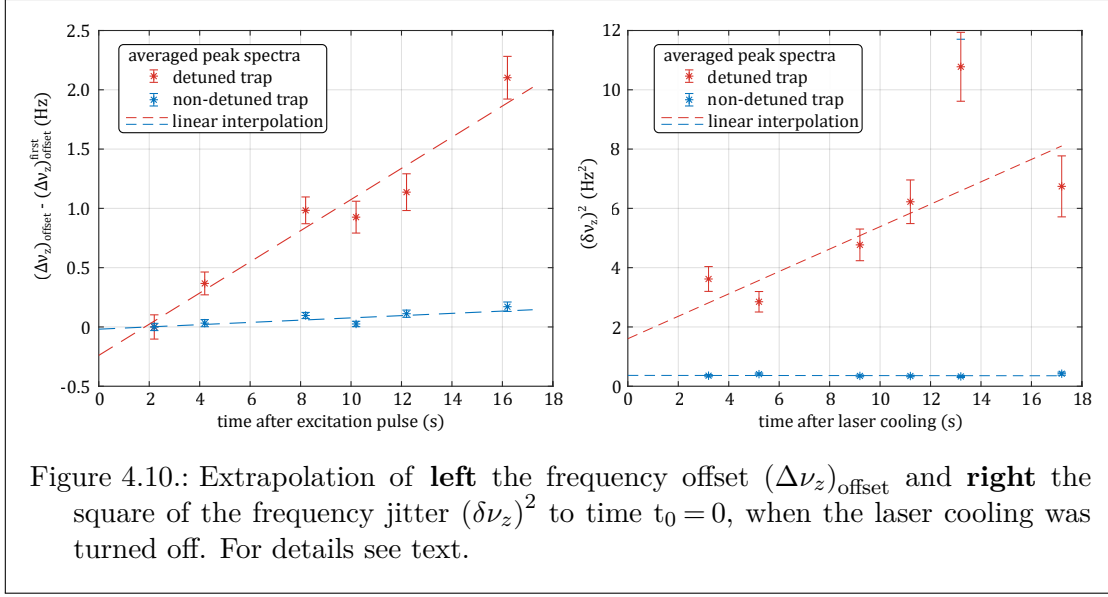 2.5
2.0
1.5
1.0
0.5
0
-0.5
(Δν_z)_offset - (Δν_z)_offset^first (Hz)
averaged peak spectra
detuned trap
non-detuned trap
linear interpolation
0 2 4 6 8 10 12 14 16 18
time after excitation pulse (s)
12
10
8
6
4
2
0
(δν_z)^2 (Hz^2)
averaged peak spectra
detuned trap
non-detuned trap
linear interpolation
0 2 4 6 8 10 12 14 16 18
time after laser cooling (s)
Figure 4.10.: Extrapolation of left the frequency offset (Δν_z)_offset and right the
square of the frequency jitter (δν_z)^2 to time t_0 = 0, when the laser cooling was
turned off. For details see text.